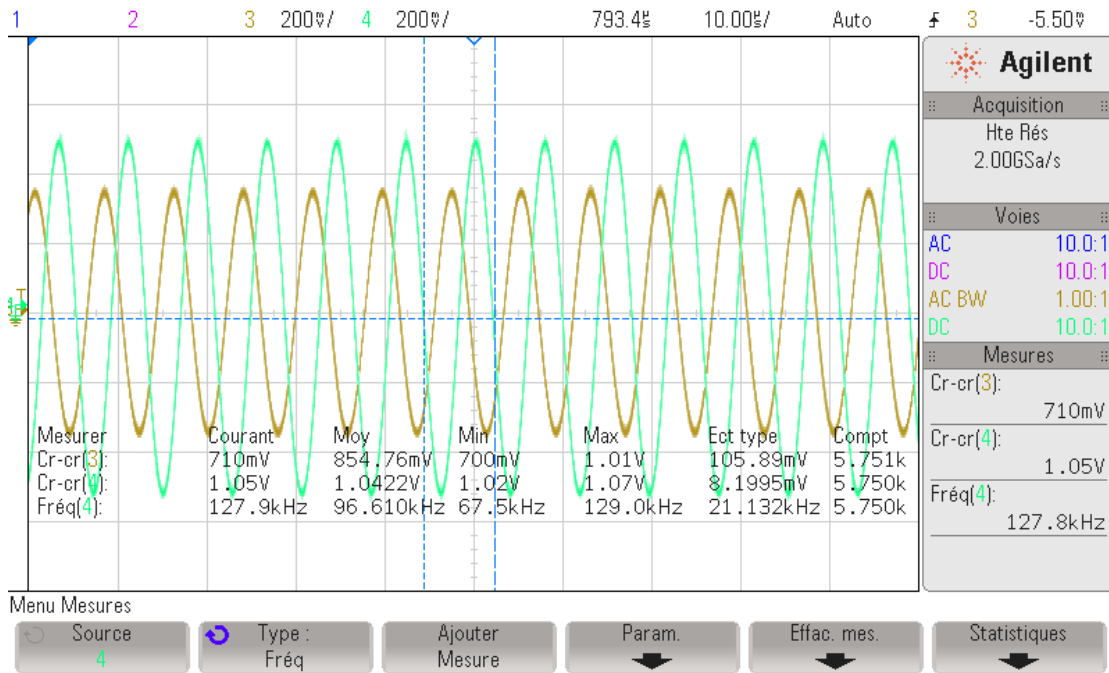 1 2 3 200㎷/ 4 200㎷/ 793.4㎲ 10.00㎲/ Auto 3 -5.50㎷
Agilent
Acquisition
Hte Rés
2.00GSa/s
Voies
AC 10.0:1
DC 10.0:1
AC BW 1.00:1
DC 10.0:1
Mesures
Cr-cr(3):
710mV
Cr-cr(4):
1.05V
Fréq(4):
127.8kHz
Mesurer Courant Moy Min Max Ect type Compt
Cr-cr(3): 710mV 854.76mV 700mV 1.01V 105.89mV 5.751k
Cr-cr(4): 1.05V 1.0422V 1.02V 1.07V 8.1995mV 5.750k
Fréq(4): 127.9kHz 96.610kHz 67.5kHz 129.0kHz 21.132kHz 5.750k
Menu Mesures
Source Type : Ajouter Param. Effac. mes. Statistiques
4 Fréq Mesure